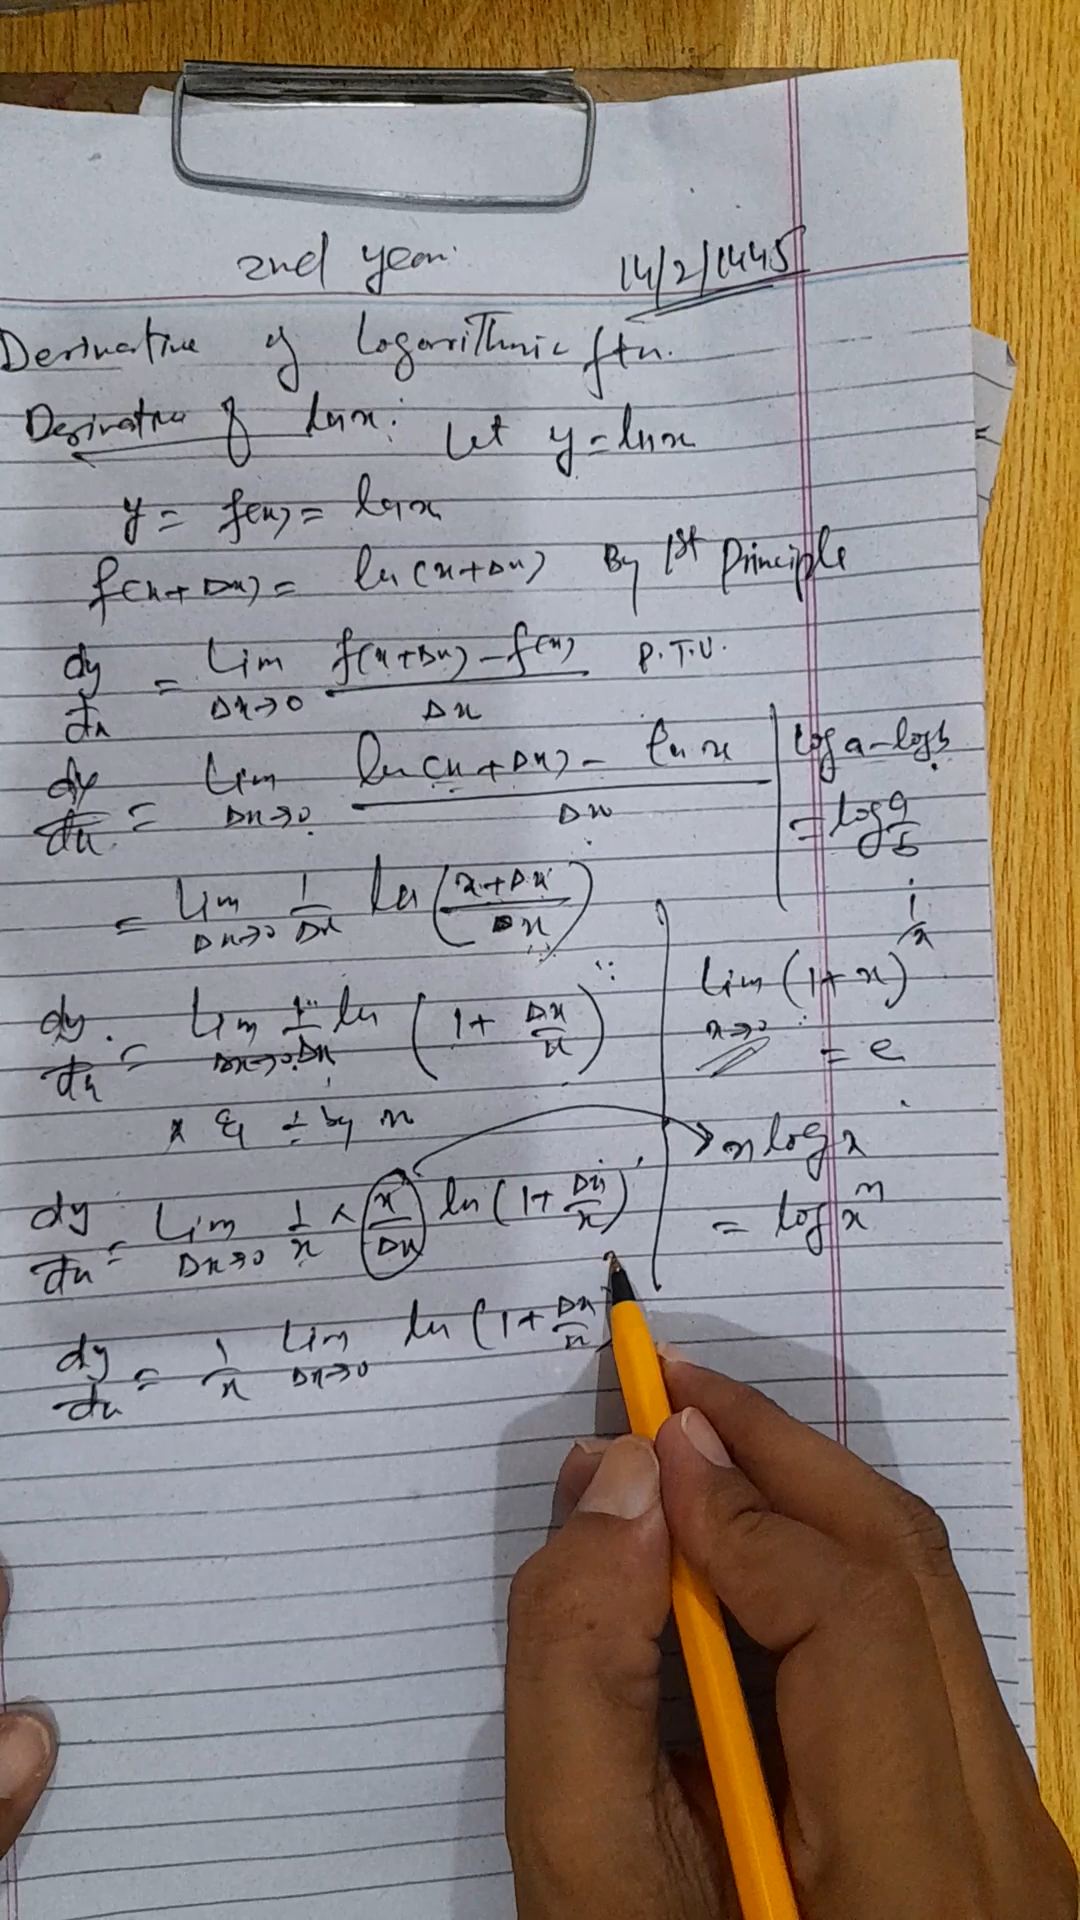 2nd year. 14/2/1445
Derivative of Logarithmic ftn.
Derivative of lnx: Let y = lnx
y = f(x) = lnx
f(x+Δx) = ln(x+Δx) By 1st Principle
dy/dx = Lim Δx→0 f(x+Δx) - f(x) / Δx P.T.V.
dy/dx = Lim Δx→0 ln(x+Δx) - ln x / Δx
log a - log b
= log a/b
= Lim Δx→0 1/Δx ln(x+Δx / x)
dy/dx = Lim Δx→0 1/Δx ln (1 + Δx/x)
Lim x→0 (1+x)^1/x
= e
× & ÷ by x
dy/dx = Lim Δx→0 1/x × x/Δx ln(1+Δx/x)
n log x
= log x^n
dy/dx = 1/x Lim Δx→0 ln(1+Δx/x)